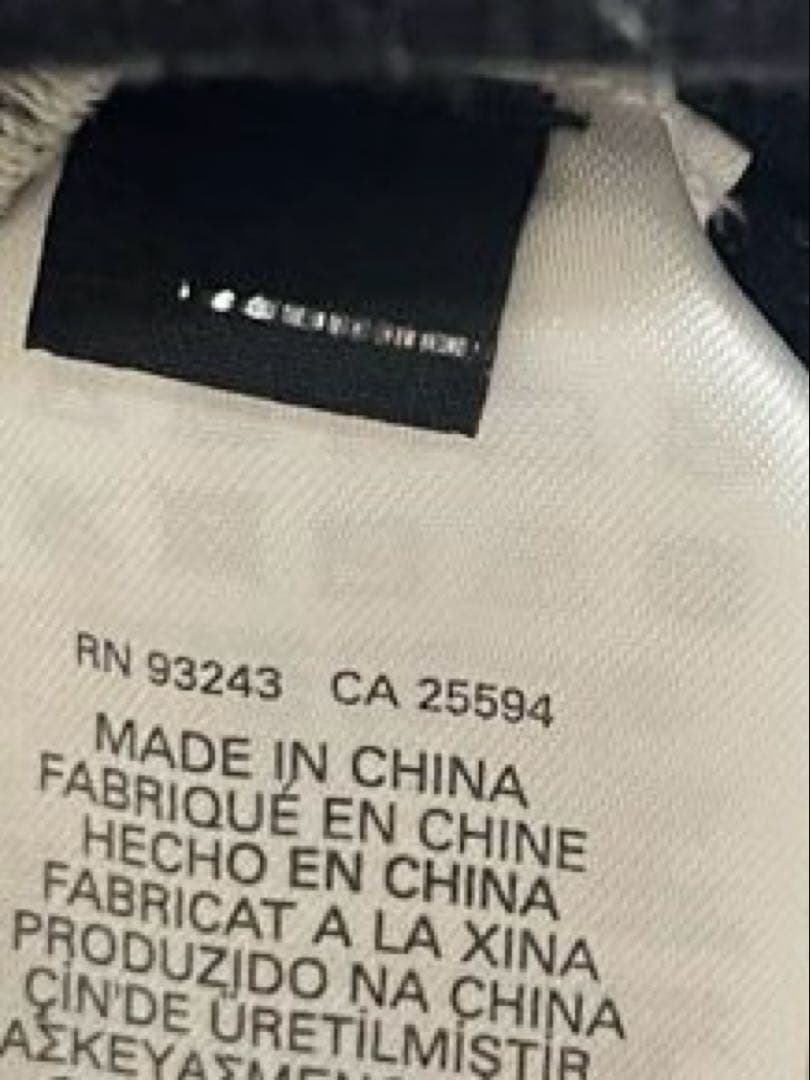 RN 93243 CA 25594
MADE IN CHINA
FABRIQUÉ EN CHINE
HECHO EN CHINA
FABRICAT A LA XINA
PRODUZIDO NA CHINA
ÇİN'DE ÜRETİLMİŞTİR